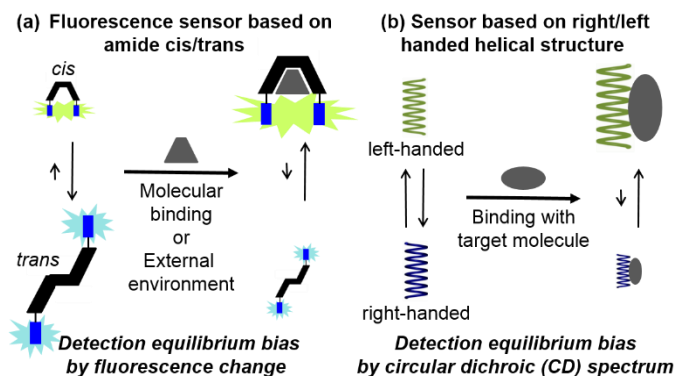 (a) Fluorescence sensor based on
amide cis/trans
cis
trans
Molecular
binding
or
External
environment
Detection equilibrium bias
by fluorescence change
(b) Sensor based on right/left
handed helical structure
left-handed
right-handed
Binding with
target molecule
Detection equilibrium bias
by circular dichroic (CD) spectrum